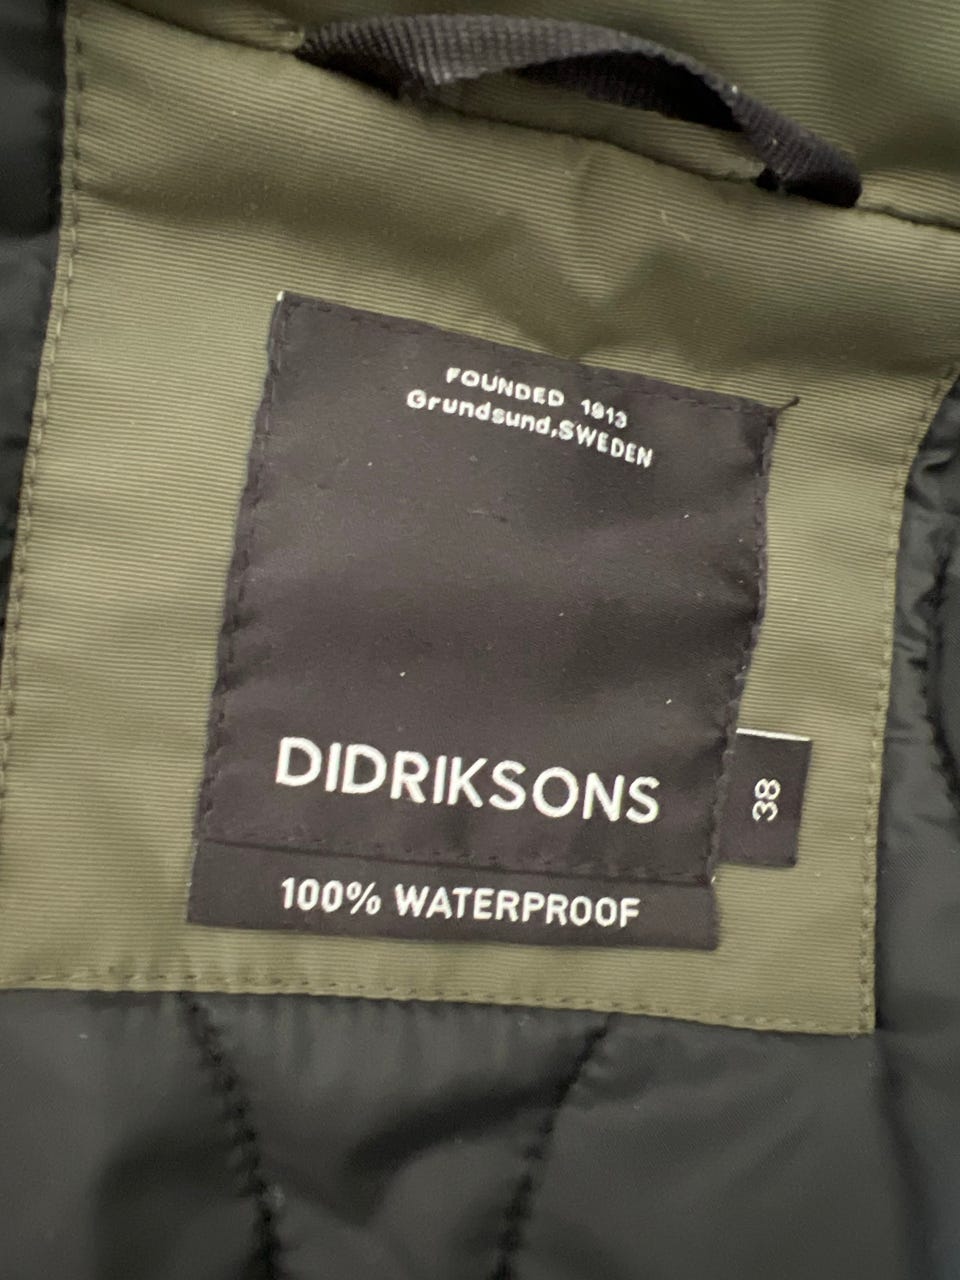 FOUNDED 1913
Grundsund,SWEDEN
DIDRIKSONS
38
100% WATERPROOF